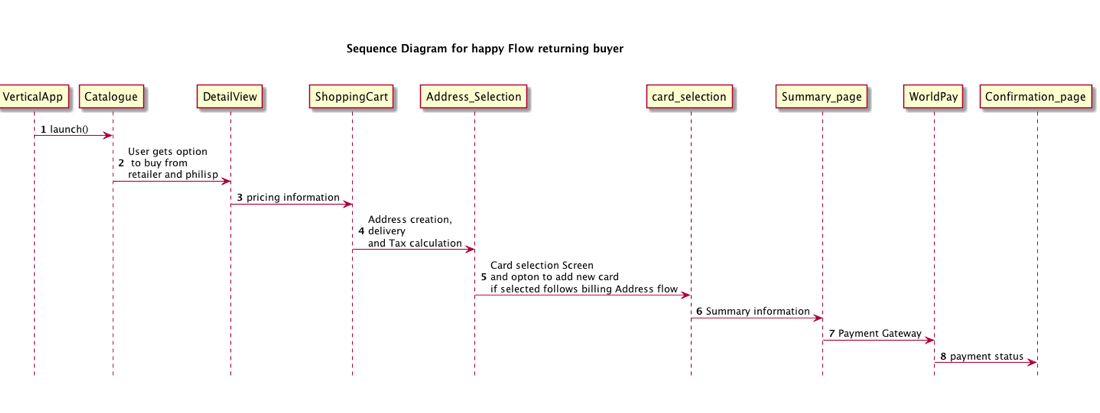 Sequence Diagram for happy Flow returning buyer
VerticalApp
Catalogue
DetailView
ShoppingCart
Address_Selection
card_selection
Summary_page
WorldPay
Confirmation_page
1 launch()
User gets option
2 to buy from
retailer and philisp
3 pricing information
Address creation,
4 delivery
and Tax calculation
Card selection Screen
5 and opton to add new card
if selected follows billing Address flow
6 Summary information
7 Payment Gateway
8 payment status